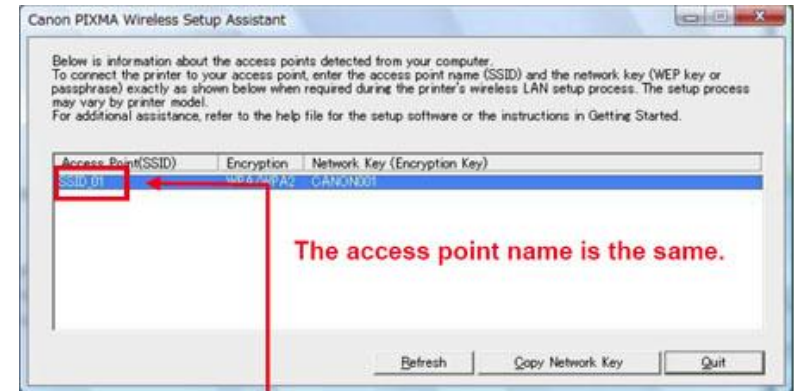 Canon PIXMA Wireless Setup Assistant
Below is information about the access points detected from your computer.
To connect the printer to your access point, enter the access point name (SSID) and the network key (WEP key or
passphrase) exactly as shown below when required during the printer's wireless LAN setup process. The setup process
may vary by printer model.
For additional assistance, refer to the help file for the setup software or the instructions in Getting Started.
Access Point(SSID) Encryption Network Key (Encryption Key)
SSID_01 WPA/WPA2 CANON001
The access point name is the same.
Refresh Copy Network Key Quit